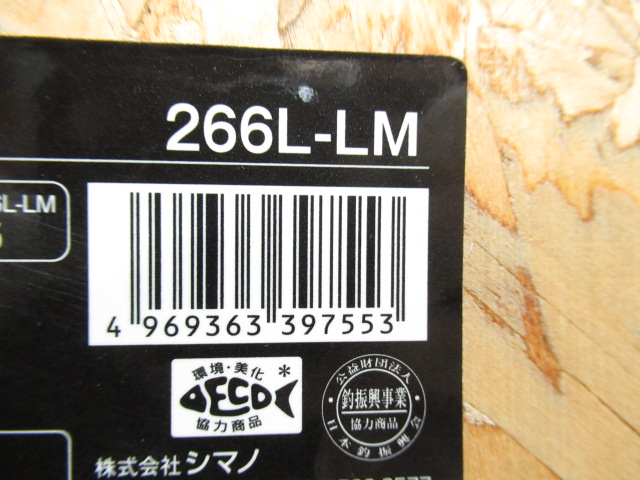 266L-LM
6L-LM
4 969363 397553
環境・美化
*
ECO
協力商品
・公益財団法人・
釣振興事業
協力商品
日本釣振興会
株式会社シマノ